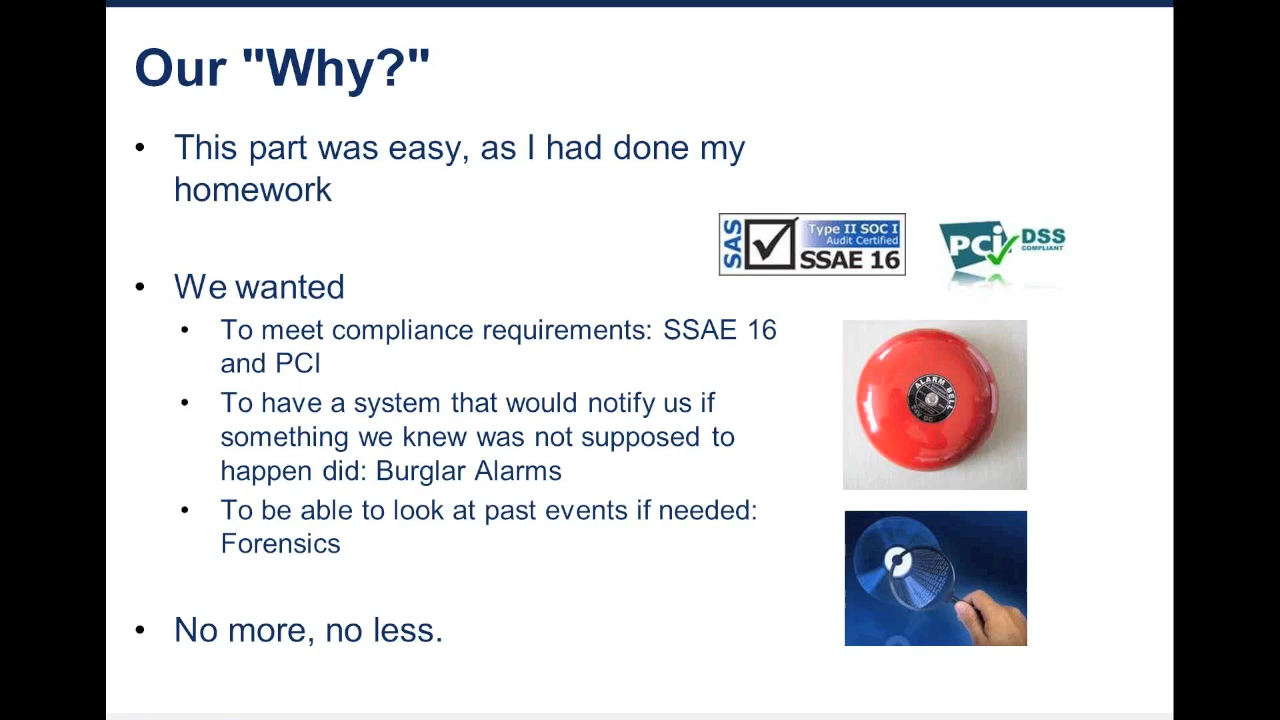 Our "Why?"
• This part was easy, as I had done my
homework
SAS
Type II SOC I
Audit Certified
SSAE 16
PCi DSS
COMPLIANT
• We wanted
• To meet compliance requirements: SSAE 16
and PCI
• To have a system that would notify us if
something we knew was not supposed to
happen did: Burglar Alarms
ALARM BELL
• To be able to look at past events if needed:
Forensics
• No more, no less.